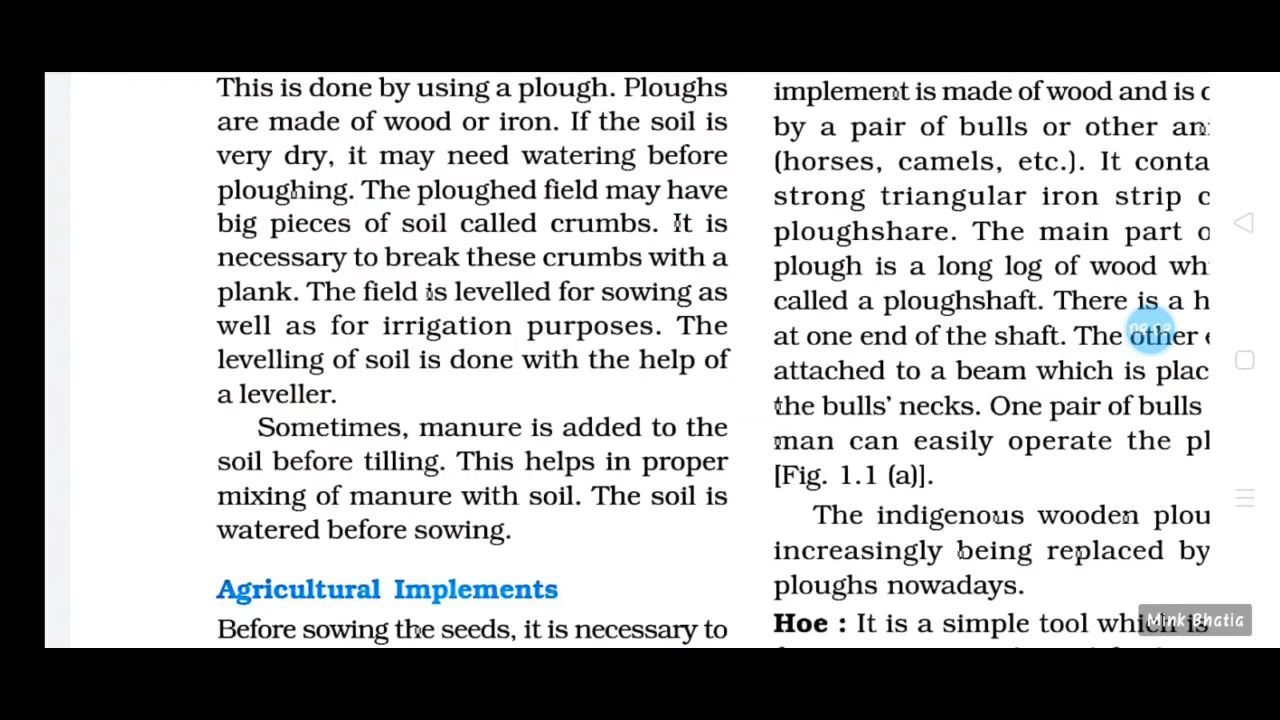 This is done by using a plough. Ploughs
are made of wood or iron. If the soil is
very dry, it may need watering before
ploughing. The ploughed field may have
big pieces of soil called crumbs. It is
necessary to break these crumbs with a
plank. The field is levelled for sowing as
well as for irrigation purposes. The
levelling of soil is done with the help of
a leveller.
Sometimes, manure is added to the
soil before tilling. This helps in proper
mixing of manure with soil. The soil is
watered before sowing.
Agricultural Implements
Before sowing the seeds, it is necessary to
implement is made of wood and is
by a pair of bulls or other
(horses, camels, etc.). It
strong triangular iron strip
ploughshare. The main part
plough is a long log of wood
called a ploughshaft. There is a
at one end of the shaft. The other
attached to a beam which is
the bulls' necks. One pair of bulls
man can easily operate the
[Fig. 1.1 (a)].
The indigenous wooden
increasingly being replaced by
ploughs nowadays.
Hoe : It is a simple tool which is
Mink Bhatia